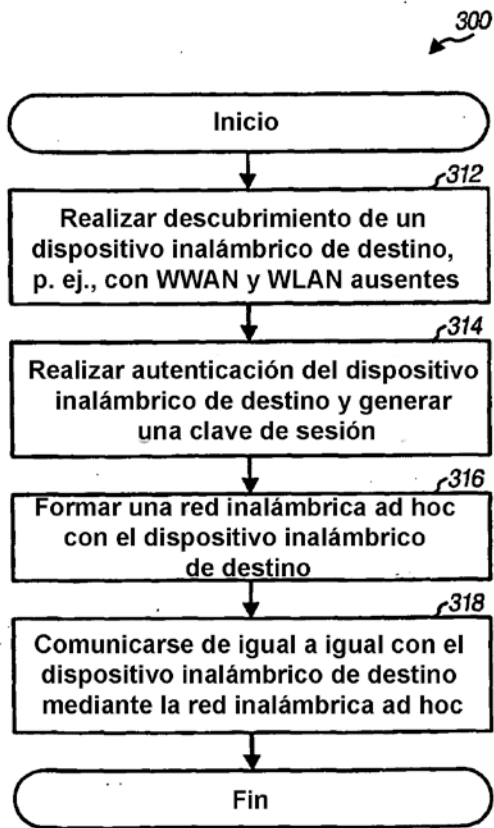 300
Inicio
312
Realizar descubrimiento de un
dispositivo inalámbrico de destino,
p. ej., con WWAN y WLAN ausentes
314
Realizar autenticación del dispositivo
inalámbrico de destino y generar
una clave de sesión
316
Formar una red inalámbrica ad hoc
con el dispositivo inalámbrico
de destino
318
Comunicarse de igual a igual con el
dispositivo inalámbrico de destino
mediante la red inalámbrica ad hoc
Fin